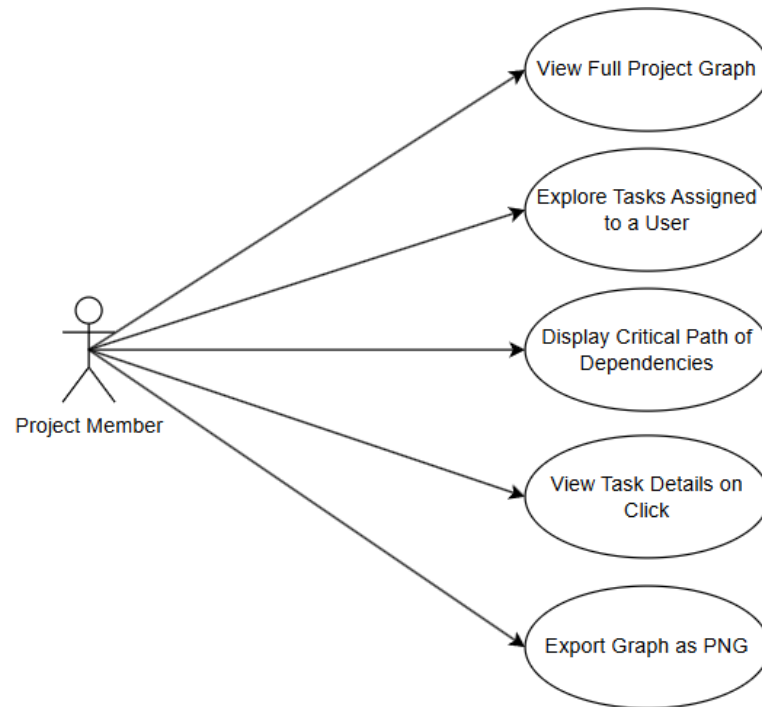 View Full Project Graph
Explore Tasks Assigned
to a User
Display Critical Path of
Dependencies
Project Member
View Task Details on
Click
Export Graph as PNG